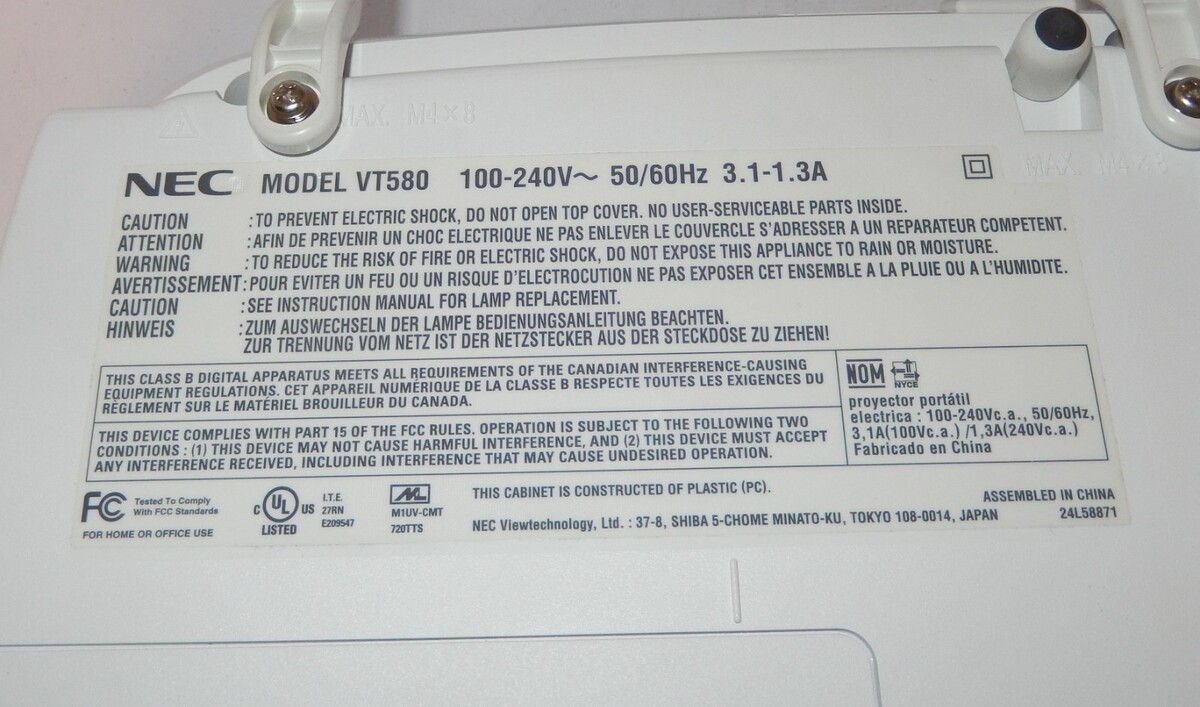 MAX. M4×8
MAX. M4×8
NEC MODEL VT580 100-240V～ 50/60Hz 3.1-1.3A
CAUTION :TO PREVENT ELECTRIC SHOCK, DO NOT OPEN TOP COVER. NO USER-SERVICEABLE PARTS INSIDE.
ATTENTION :AFIN DE PREVENIR UN CHOC ELECTRIQUE NE PAS ENLEVER LE COUVERCLE S'ADRESSER A UN REPARATEUR COMPETENT.
WARNING :TO REDUCE THE RISK OF FIRE OR ELECTRIC SHOCK, DO NOT EXPOSE THIS APPLIANCE TO RAIN OR MOISTURE.
AVERTISSEMENT :POUR EVITER UN FEU OU UN RISQUE D'ELECTROCUTION NE PAS EXPOSER CET ENSEMBLE A LA PLUIE OU A L'HUMIDITE.
CAUTION :SEE INSTRUCTION MANUAL FOR LAMP REPLACEMENT.
HINWEIS :ZUM AUSWECHSELN DER LAMPE BEDIENUNGSANLEITUNG BEACHTEN.
ZUR TRENNUNG VOM NETZ IST DER NETZSTECKER AUS DER STECKDOSE ZU ZIEHEN!
THIS CLASS B DIGITAL APPARATUS MEETS ALL REQUIREMENTS OF THE CANADIAN INTERFERENCE-CAUSING
EQUIPMENT REGULATIONS. CET APPAREIL NUMÉRIQUE DE LA CLASSE B RESPECTE TOUTES LES EXIGENCES DU
RÈGLEMENT SUR LE MATÉRIEL BROUILLEUR DU CANADA.
THIS DEVICE COMPLIES WITH PART 15 OF THE FCC RULES. OPERATION IS SUBJECT TO THE FOLLOWING TWO
CONDITIONS : (1) THIS DEVICE MAY NOT CAUSE HARMFUL INTERFERENCE, AND (2) THIS DEVICE MUST ACCEPT
ANY INTERFERENCE RECEIVED, INCLUDING INTERFERENCE THAT MAY CAUSE UNDESIRED OPERATION.
NOM NYCE
proyector portátil
electrica : 100-240Vc.a., 50/60Hz,
3,1A(100Vc.a.) /1,3A(240Vc.a.)
Fabricado en China
FC Tested To Comply
With FCC Standards
FOR HOME OR OFFICE USE
C UL US
LISTED
I.T.E.
27RN
E209547
ML
M1UV-CMT
720TTS
THIS CABINET IS CONSTRUCTED OF PLASTIC (PC).
NEC Viewtechnology, Ltd. : 37-8, SHIBA 5-CHOME MINATO-KU, TOKYO 108-0014, JAPAN
ASSEMBLED IN CHINA
24L58871